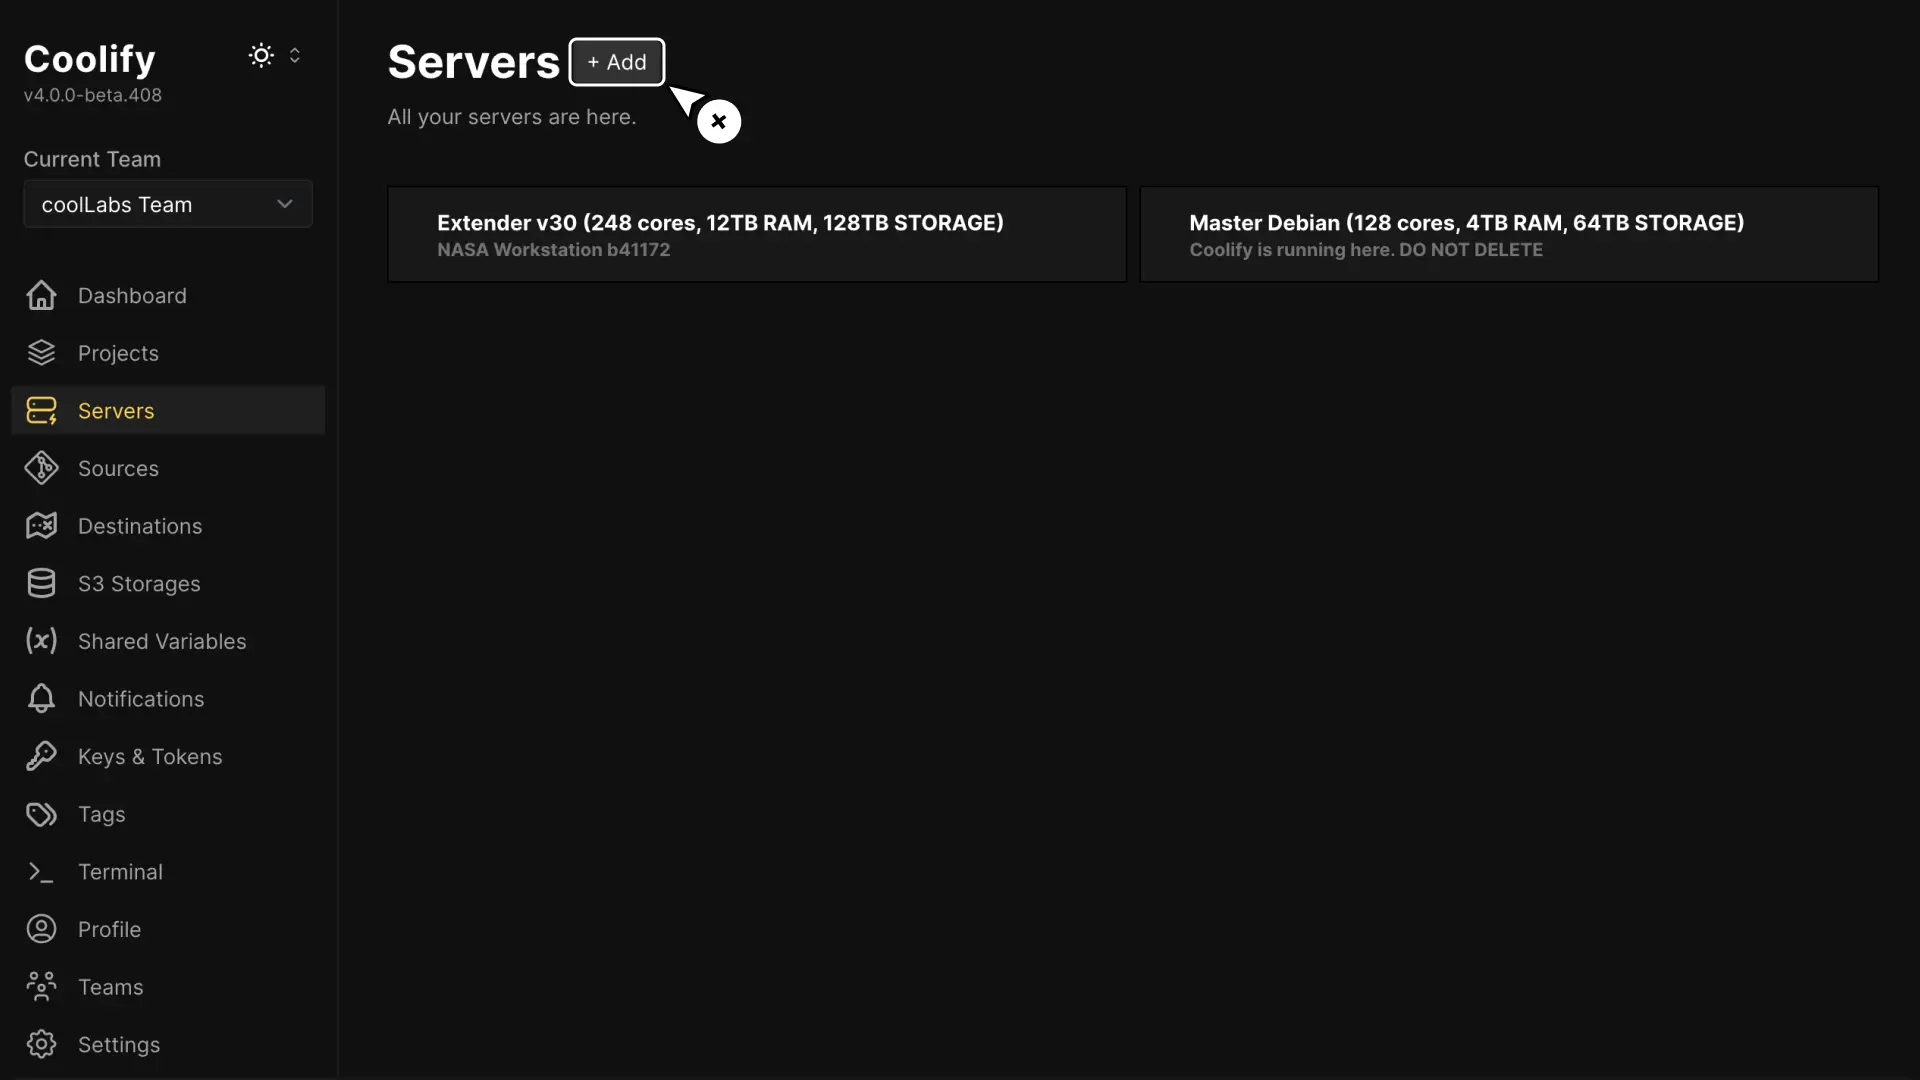 Coolify
v4.0.0-beta.408
Current Team
coolLabs Team
Dashboard
Projects
Servers
Sources
Destinations
S3 Storages
Shared Variables
Notifications
Keys & Tokens
Tags
Terminal
Profile
Teams
Settings
Servers + Add
All your servers are here.
Extender v30 (248 cores, 12TB RAM, 128TB STORAGE)
NASA Workstation b41172
Master Debian (128 cores, 4TB RAM, 64TB STORAGE)
Coolify is running here. DO NOT DELETE